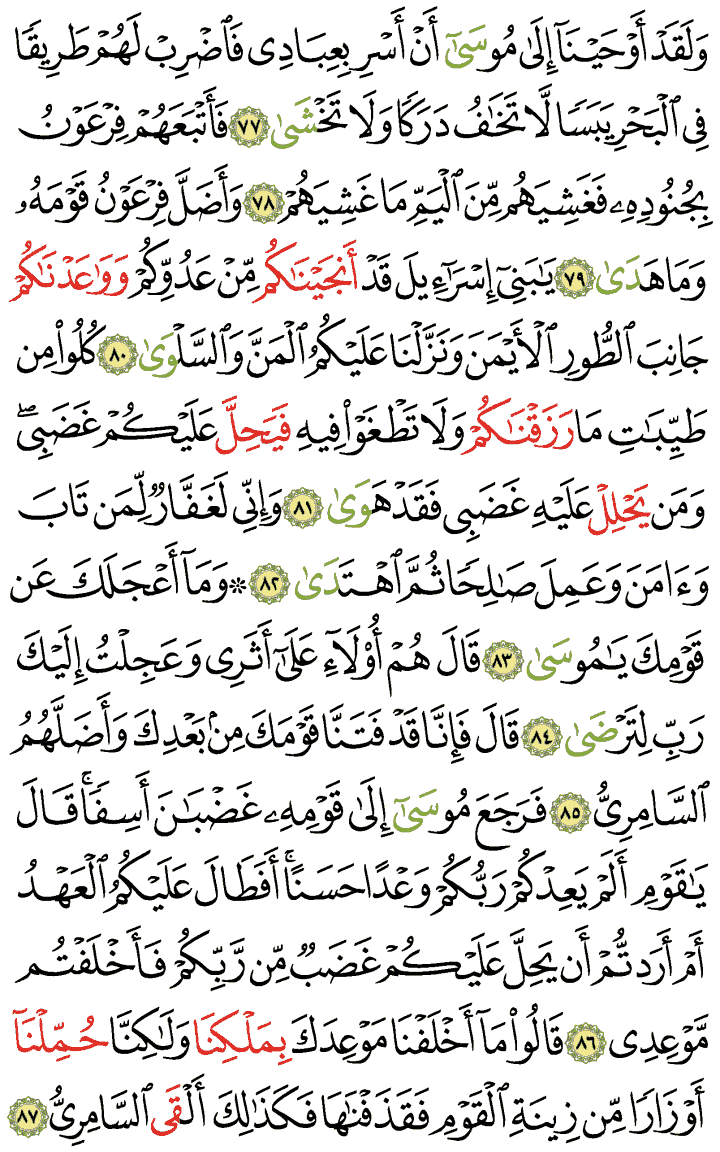 وَلَقَدْ أَوْحَيْنَآ إِلَىٰ مُوسَىٰٓ أَنْ أَسْرِ بِعِبَادِى فَٱضْرِبْ لَهُمْ طَرِيقًا
فِى ٱلْبَحْرِ يَبَسًا لَّا تَخَٰفُ دَرَكًا وَلَا تَخْشَىٰ ٧٧ فَأَتْبَعَهُمْ فِرْعَوْنُ
بِجُنُودِهِۦ فَغَشِيَهُم مِّنَ ٱلْيَمِّ مَا غَشِيَهُمْ ٧٨ وَأَضَلَّ فِرْعَوْنُ قَوْمَهُۥ
وَمَا هَدَىٰ ٧٩ يَٰبَنِىٓ إِسْرَٰٓءِيلَ قَدْ أَنجَيْنَٰكُم مِّنْ عَدُوِّكُمْ وَوَٰعَدْنَٰكُمْ
جَانِبَ ٱلطُّورِ ٱلْأَيْمَنَ وَنَزَّلْنَا عَلَيْكُمُ ٱلْمَنَّ وَٱلسَّلْوَىٰ ٨٠ كُلُوا۟ مِن
طَيِّبَٰتِ مَا رَزَقْنَٰكُمْ وَلَا تَطْغَوْا۟ فِيهِ فَيَحِلَّ عَلَيْكُمْ غَضَبِى ۖ
وَمَن يَحْلِلْ عَلَيْهِ غَضَبِى فَقَدْ هَوَىٰ ٨١ وَإِنِّى لَغَفَّارٌ لِّمَن تَابَ
وَءَامَنَ وَعَمِلَ صَٰلِحًا ثُمَّ ٱهْتَدَىٰ ٨٢ * وَمَآ أَعْجَلَكَ عَن
قَوْمِكَ يَٰمُوسَىٰ ٨٣ قَالَ هُمْ أُو۟لَآءِ عَلَىٰٓ أَثَرِى وَعَجِلْتُ إِلَيْكَ
رَبِّ لِتَرْضَىٰ ٨٤ قَالَ فَإِنَّا قَدْ فَتَنَّا قَوْمَكَ مِنۢ بَعْدِكَ وَأَضَلَّهُمُ
ٱلسَّامِرِىُّ ٨٥ فَرَجَعَ مُوسَىٰٓ إِلَىٰ قَوْمِهِۦ غَضْبَٰنَ أَسِفًا ۚ قَالَ
يَٰقَوْمِ أَلَمْ يَعِدْكُمْ رَبُّكُمْ وَعْدًا حَسَنًا ۚ أَفَطَالَ عَلَيْكُمُ ٱلْعَهْدُ
أَمْ أَرَدتُّمْ أَن يَحِلَّ عَلَيْكُمْ غَضَبٌ مِّن رَّبِّكُمْ فَأَخْلَفْتُم
مَّوْعِدِى ٨٦ قَالُوا۟ مَآ أَخْلَفْنَا مَوْعِدَكَ بِمَلْكِنَا وَلَٰكِنَّا حُمِّلْنَآ
أَوْزَارًا مِّن زِينَةِ ٱلْقَوْمِ فَقَذَفْنَٰهَا فَكَذَٰلِكَ أَلْقَى ٱلسَّامِرِىُّ ٨٧